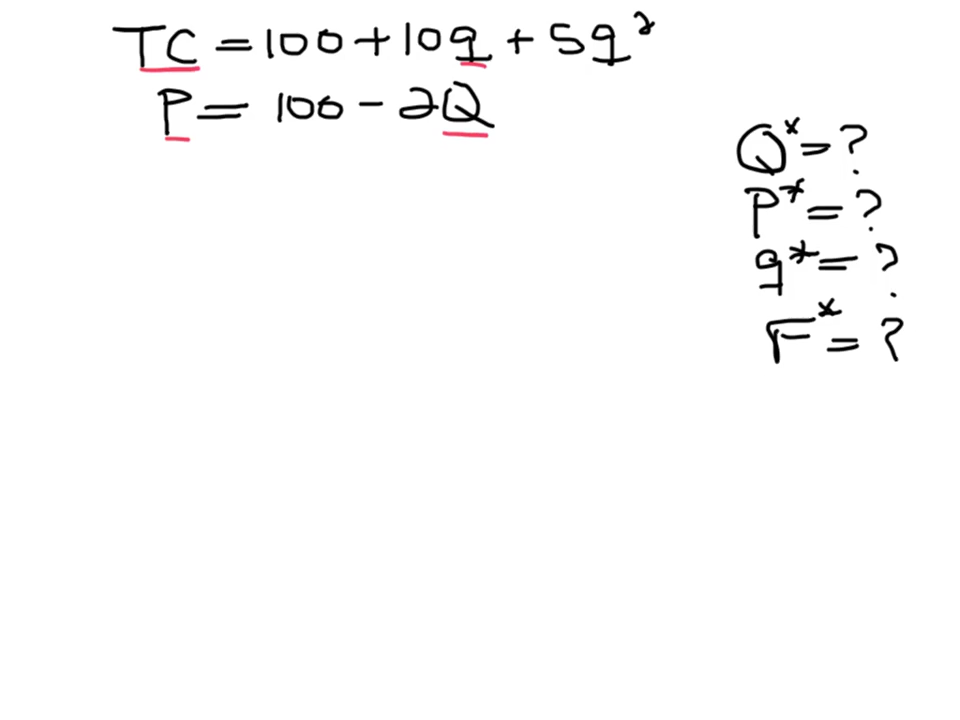 TC = 100 + 10q + 5q²
P = 100 - 2Q
Q* = ?
P* = ?
q* = ?
F* = ?